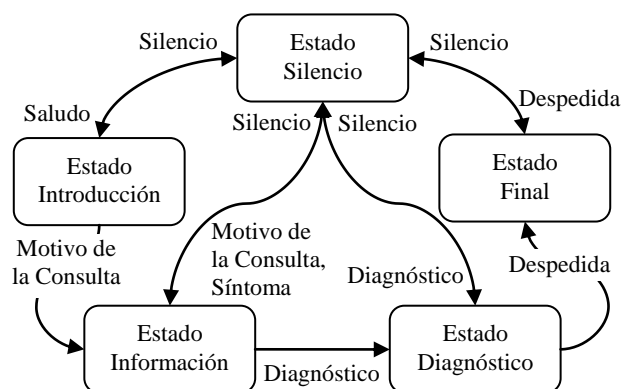 Silencio
Estado
Silencio
Silencio
Saludo
Despedida
Silencio
Silencio
Estado
Introducción
Estado
Final
Motivo de
la Consulta
Motivo de
la Consulta,
Síntoma
Diagnóstico
Despedida
Estado
Información
Diagnóstico
Estado
Diagnóstico